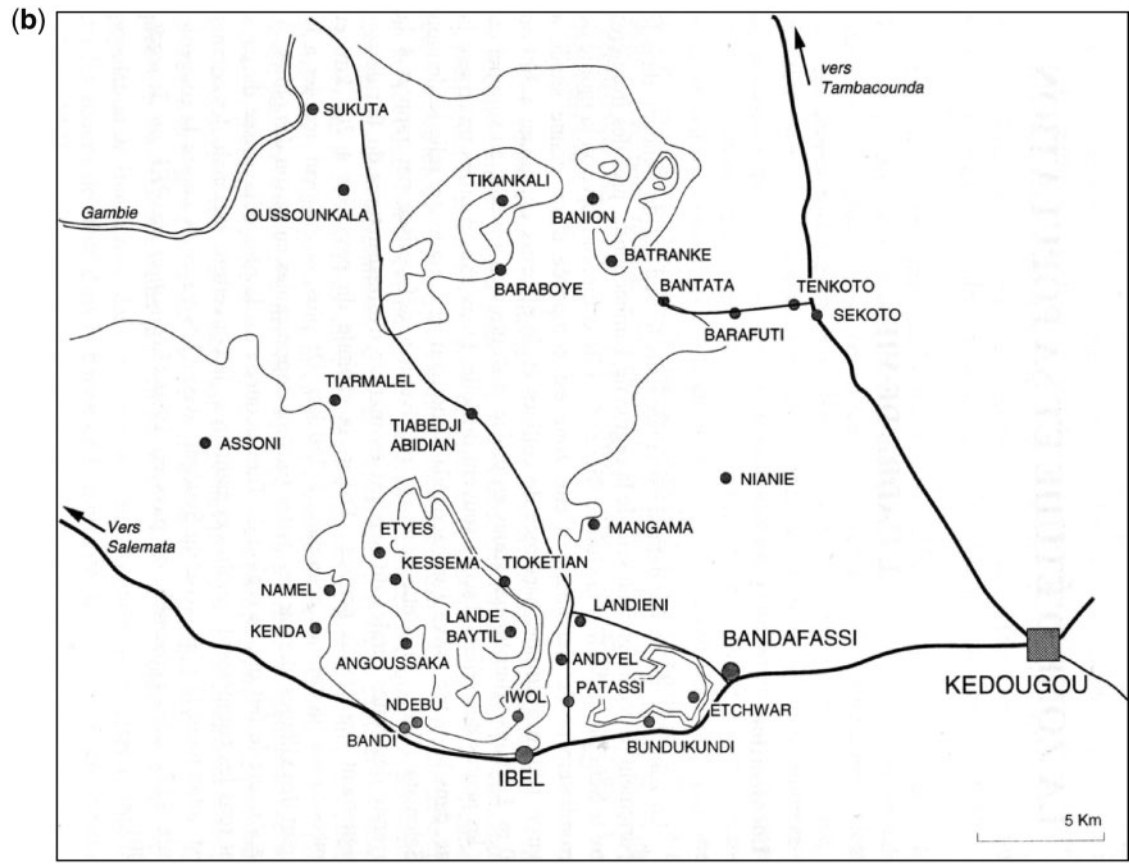 (b)
vers
Tambacounda
SUKUTA
TIKANKALI
OUSSOUNKALA
BANION
Gambie
BATRANKE
BARABOYE
BANTATA
TENKOTO
SEKOTO
BARAFUTI
TIARMALEL
TIABEDJI
ABIDIAN
ASSONI
NIANIE
Vers
Salemata
MANGAMA
ETYES
KESSEMA
TIOKETIAN
NAMEL
LANDE
BAYTIL
LANDIENI
KENDA
BANDAFASSI
ANGOUSSAKA
ANDYEL
KEDOUGOU
PATASSI
IWOL
NDEBU
ETCHWAR
BANDI
BUNDUKUNDI
IBEL
5 Km